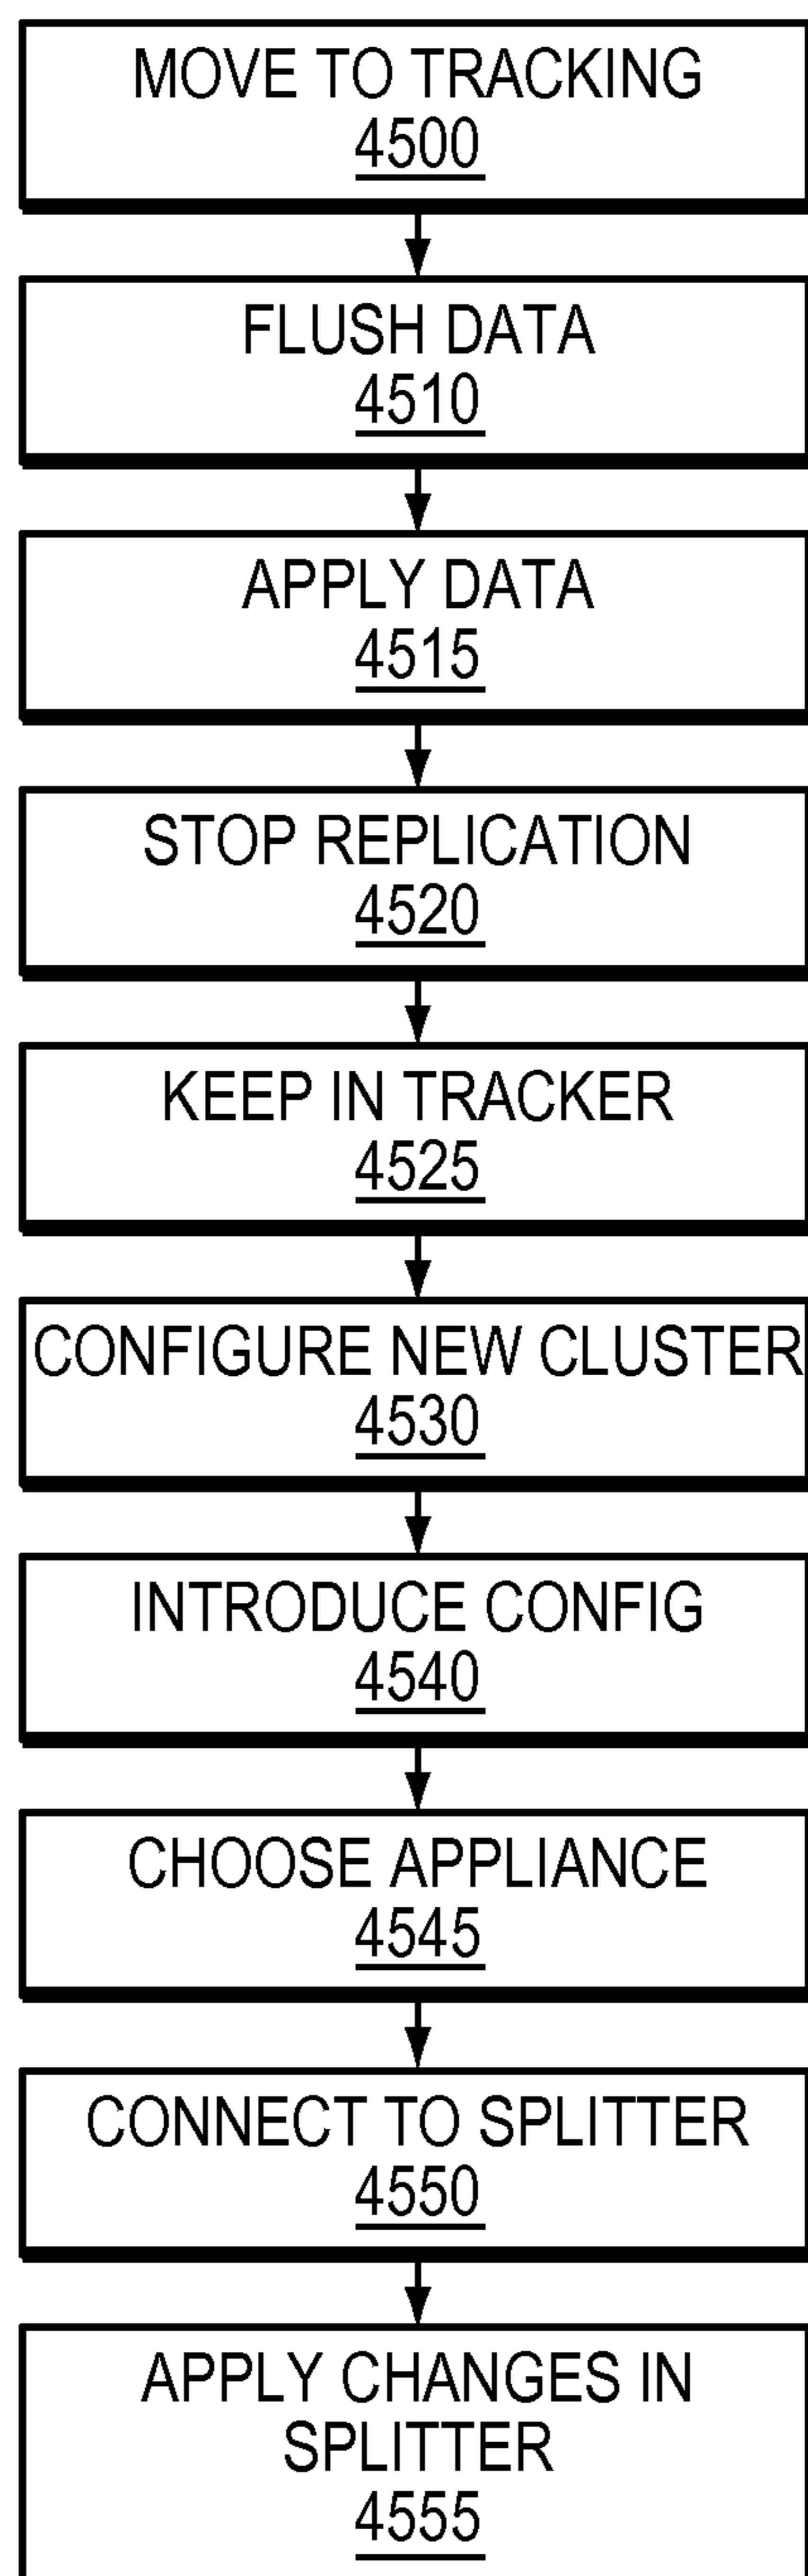 MOVE TO TRACKING
4500
FLUSH DATA
4510
APPLY DATA
4515
STOP REPLICATION
4520
KEEP IN TRACKER
4525
CONFIGURE NEW CLUSTER
4530
INTRODUCE CONFIG
4540
CHOOSE APPLIANCE
4545
CONNECT TO SPLITTER
4550
APPLY CHANGES IN
SPLITTER
4555